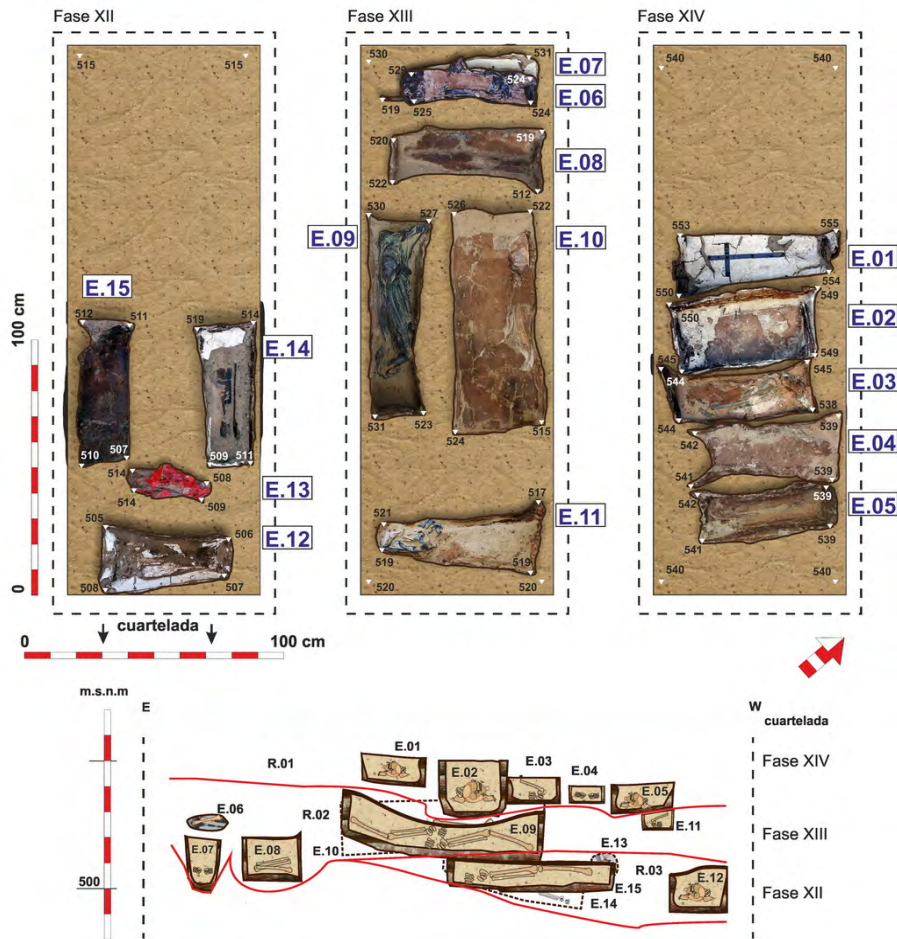 Fase XII
Fase XIII
Fase XIV
515 515
530 531
E.07
529 524
E.06
519 525 524
540 540
520 519
E.08
522 512
530 527 526 522
E.09 E.10
553 555
E.01
554
550 549
E.15
512 511 519 514
E.14
550
E.02
549
545 545
544
E.03
538
544
531 523 524 515
542 539
E.04
510 507 509 511
514 508
E.13
514 509
541 539
542 539
E.05
541 539
505 506
E.12
508 507
517
521
E.11
519 519
520 520
540 540
100 cm
0
cuartelada
0 100 cm
m.s.n.m
E
W
cuartelada
R.01
E.01
E.02
E.03
E.04
E.05
Fase XIV
E.06
R.02
E.09
E.11
Fase XIII
E.07
E.08
E.10
E.13
R.03
500
E.15
E.14
E.12
Fase XII